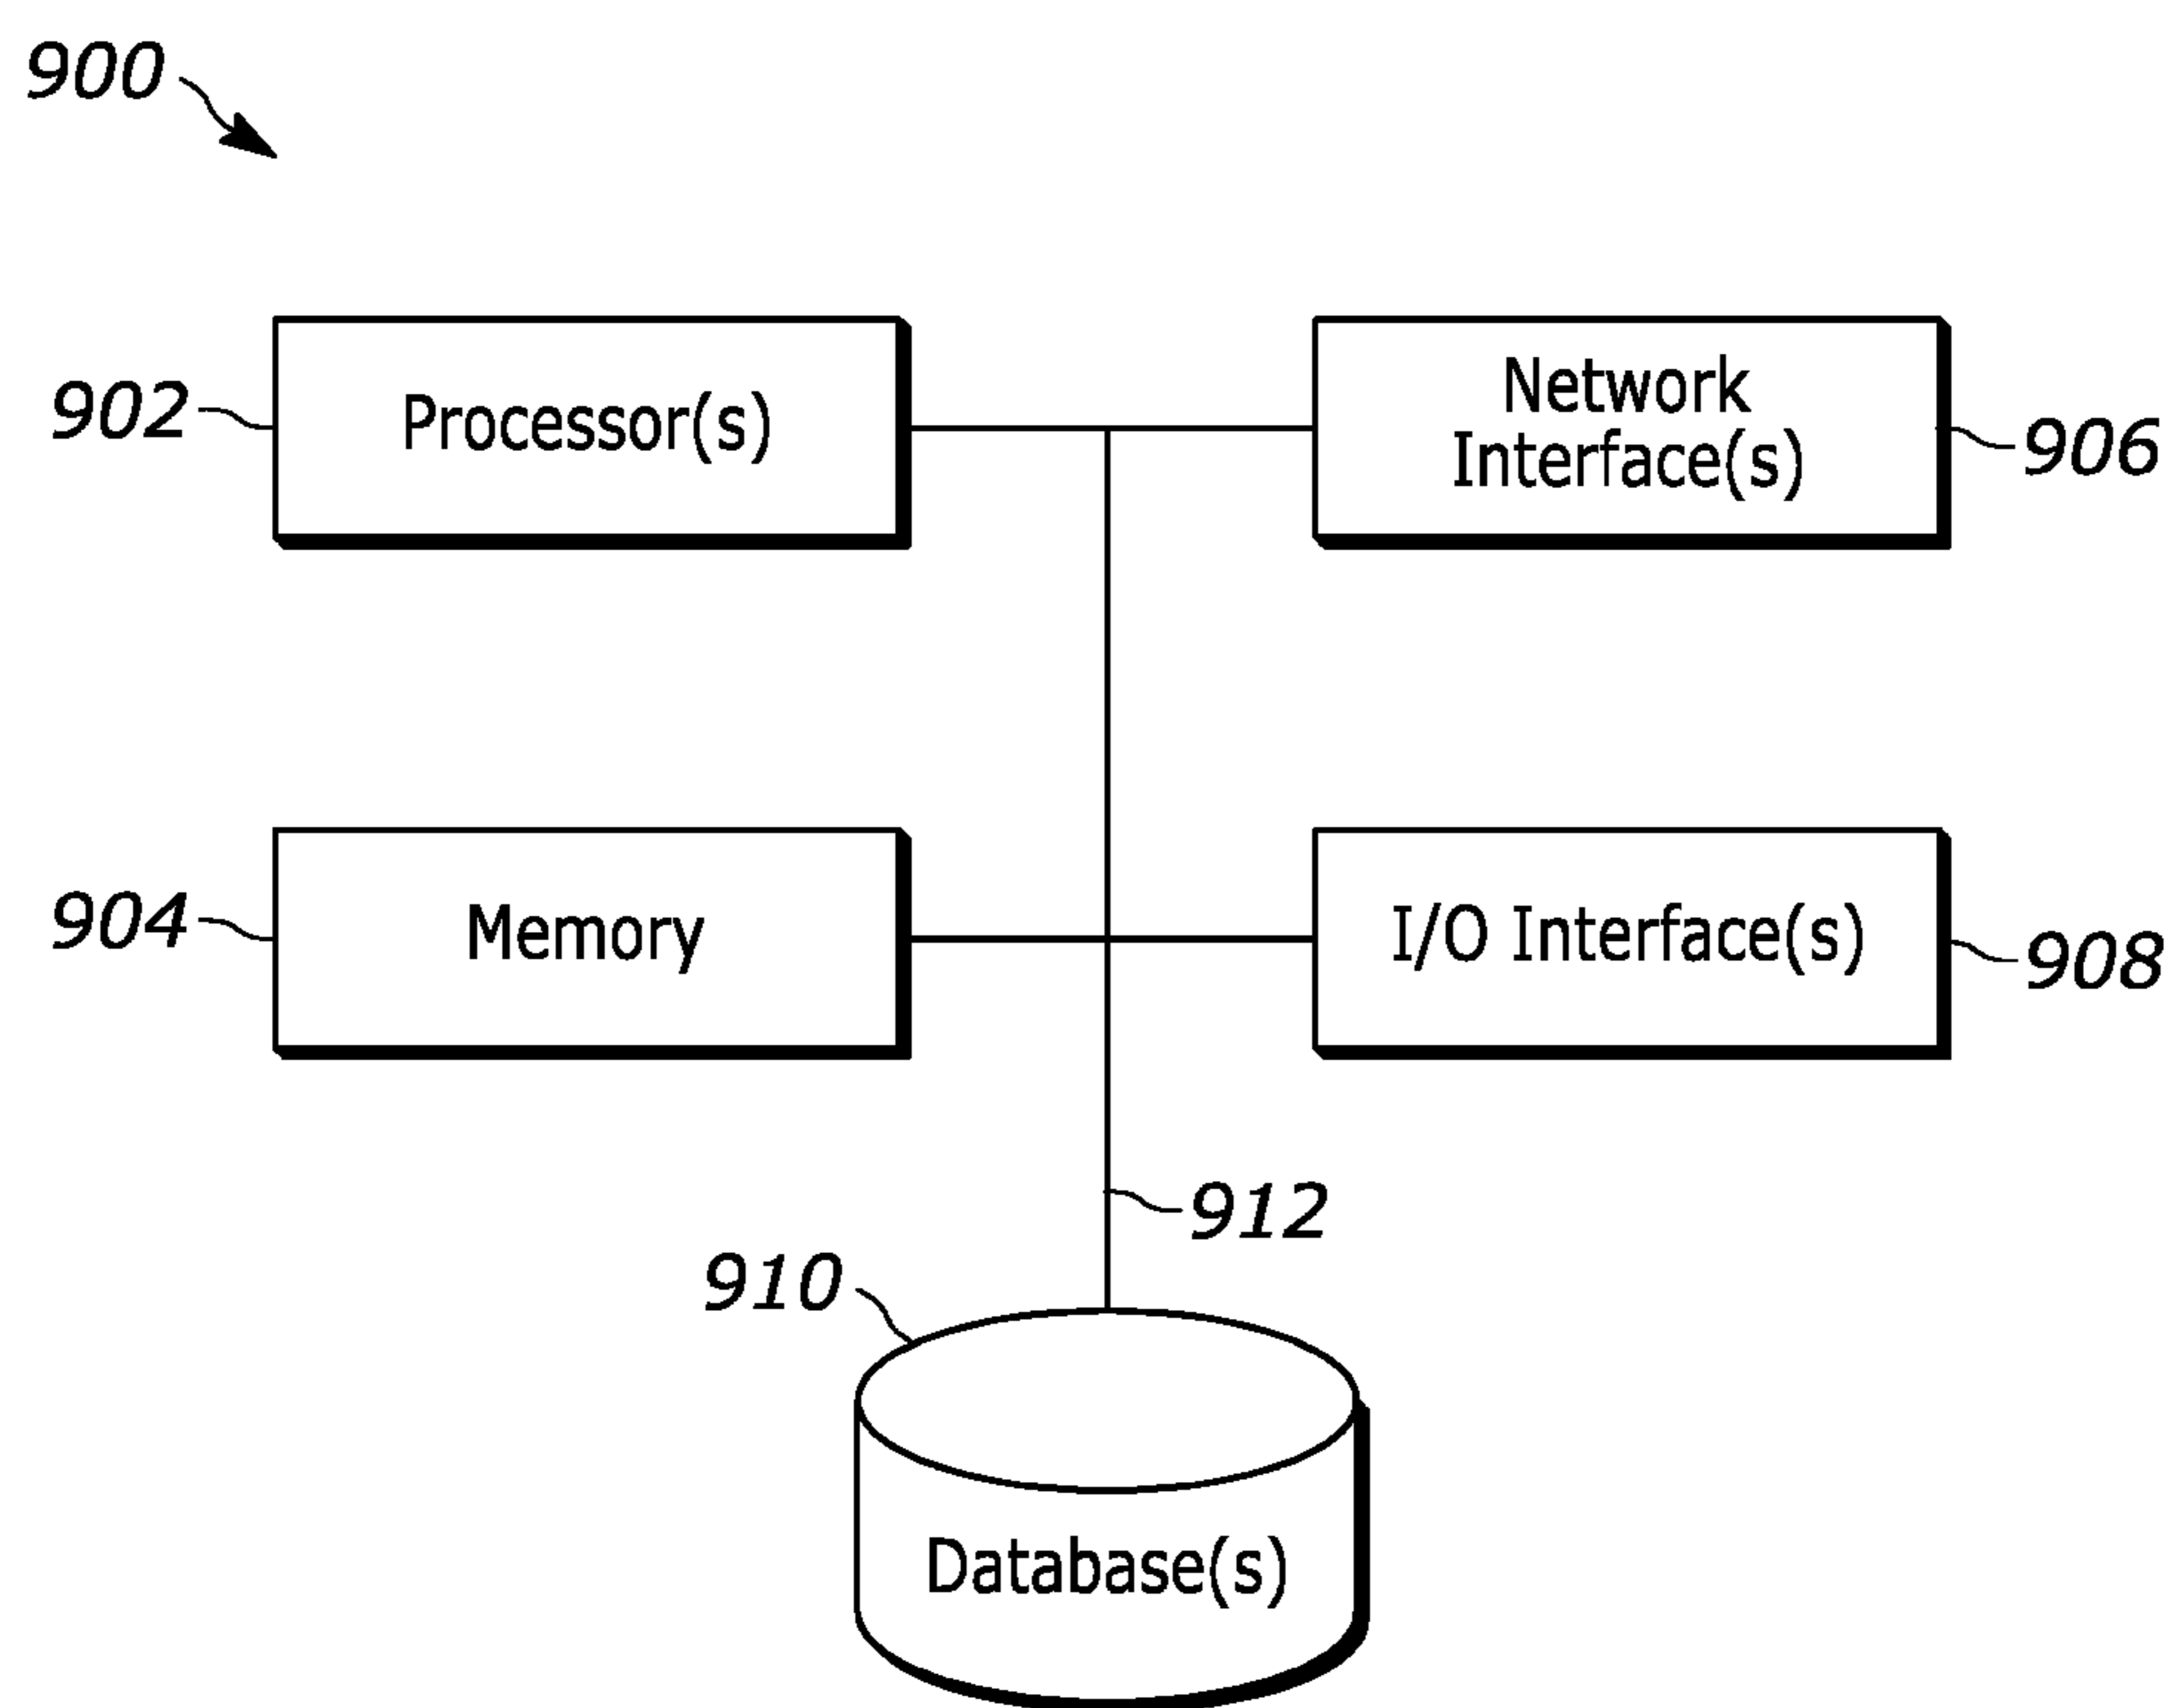 900
902
Processor(s)
Network
Interface(s)
906
904
Memory
I/O Interface(s)
908
912
910
Database(s)